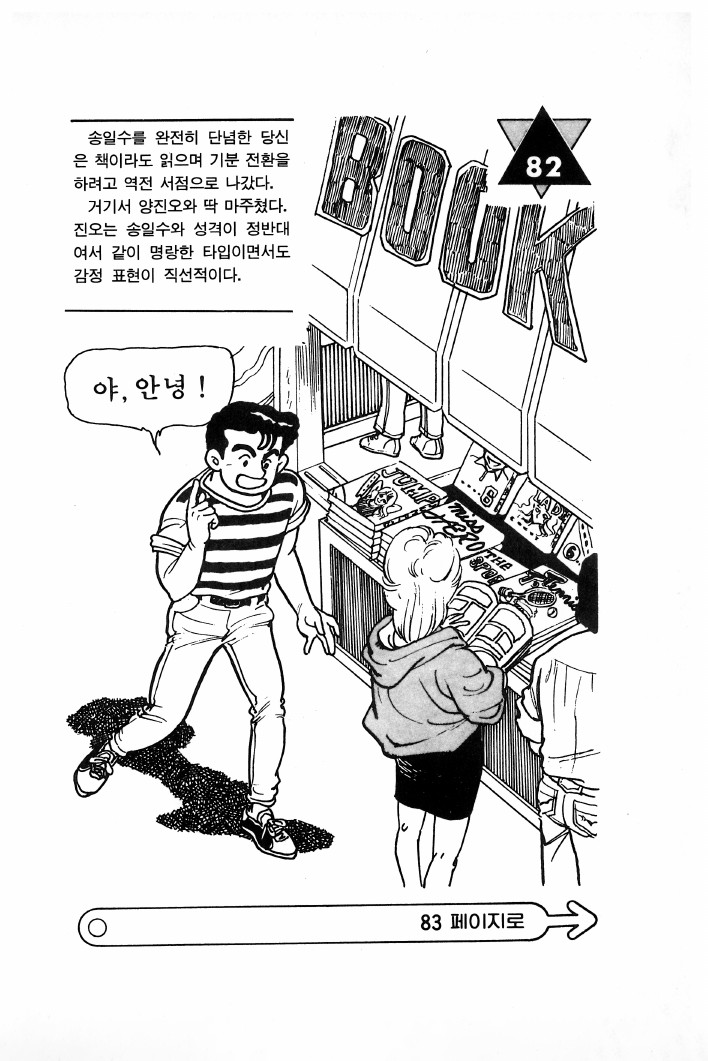 82
송일수를 완전히 단념한 당신
은 책이라도 읽으며 기분 전환을
하려고 역전 서점으로 나갔다.
거기서 양진오와 딱 마주쳤다.
진오는 송일수와 성격이 정반대
여서 같이 명랑한 타입이면서도
감정 표현이 직선적이다.
BOOK
야, 안녕!
JUMP
miss
HERO
THE
6
LADY
6.
Tennis
83 페이지로